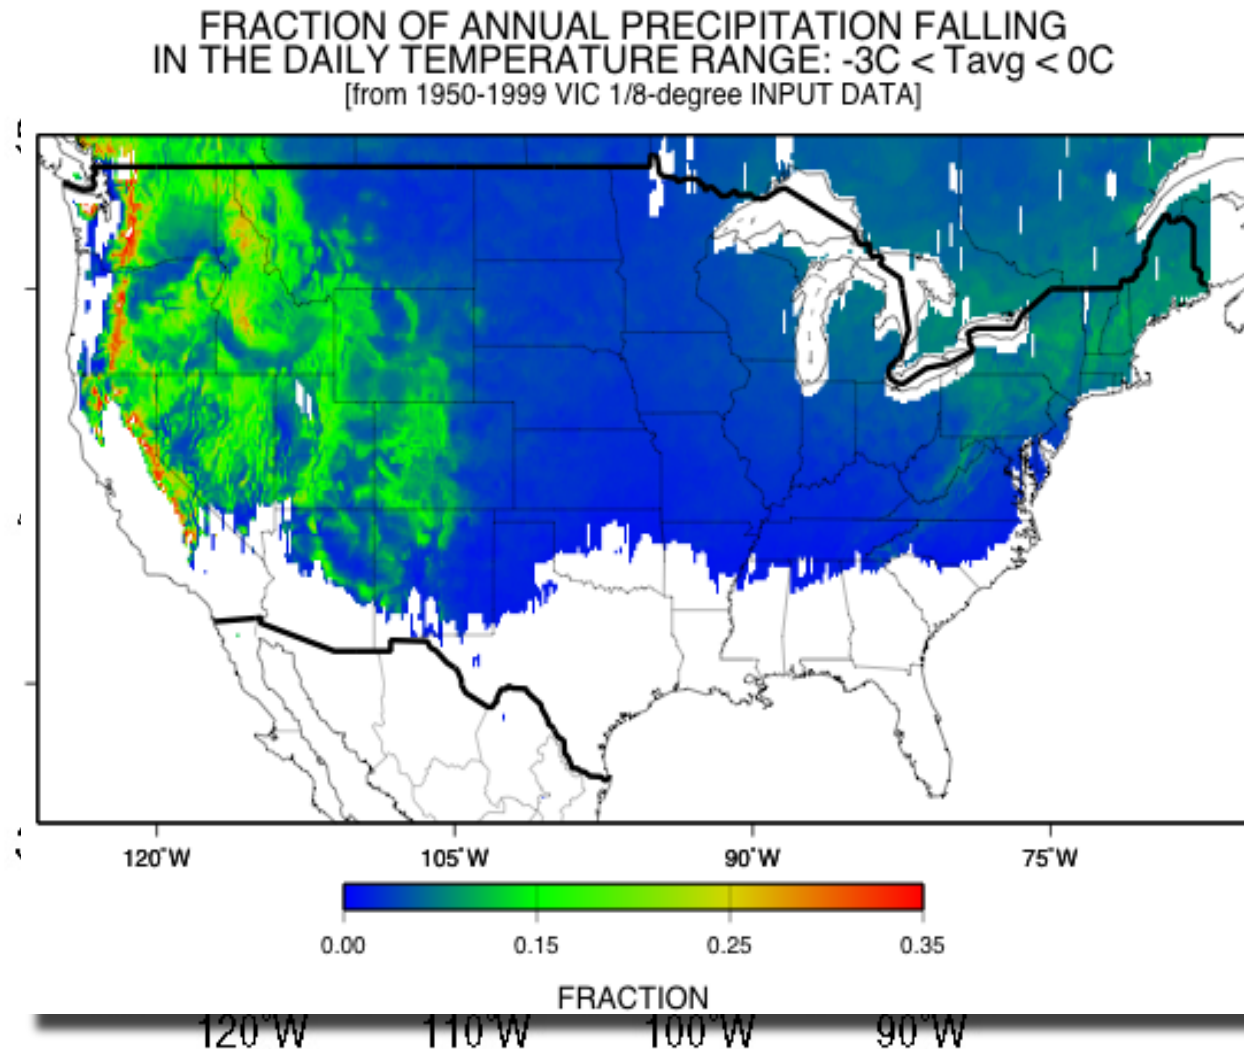 FRACTION OF ANNUAL PRECIPITATION FALLING
IN THE DAILY TEMPERATURE RANGE: -3C < Tavg < 0C
[from 1950-1999 VIC 1/8-degree INPUT DATA]
120°W 105°W 90°W 75°W
0.00 0.15 0.25 0.35
FRACTION
120°W 110°W 100°W 90°W